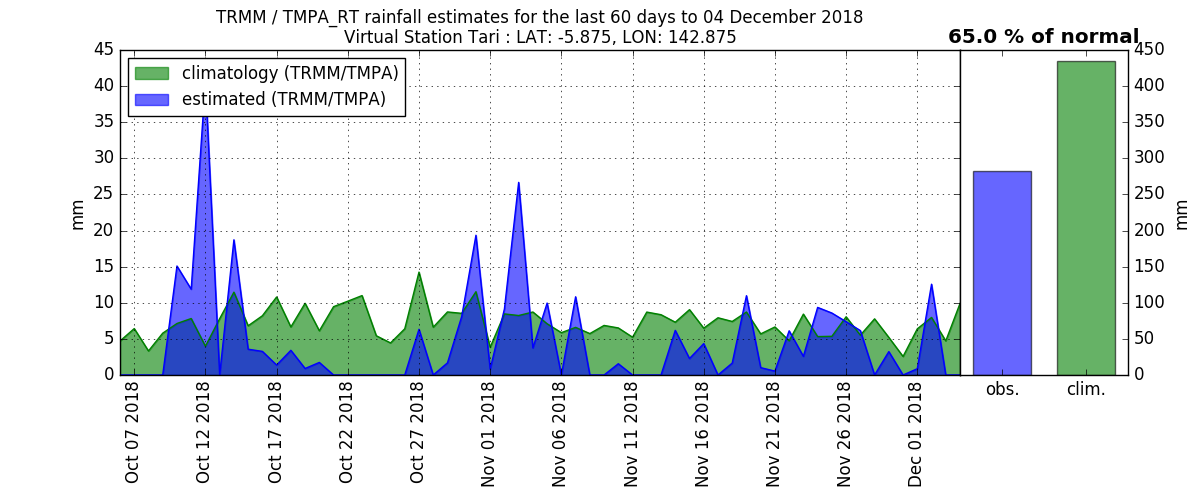 TRMM / TMPA_RT rainfall estimates for the last 60 days to 04 December 2018
Virtual Station Tari : LAT: -5.875, LON: 142.875
65.0 % of normal
climatology (TRMM/TMPA)
estimated (TRMM/TMPA)
mm
45
40
35
30
25
20
15
10
5
0
Oct 07 2018
Oct 12 2018
Oct 17 2018
Oct 22 2018
Oct 27 2018
Nov 01 2018
Nov 06 2018
Nov 11 2018
Nov 16 2018
Nov 21 2018
Nov 26 2018
Dec 01 2018
obs.
clim.
450
400
350
300
250
200
150
100
50
0
mm